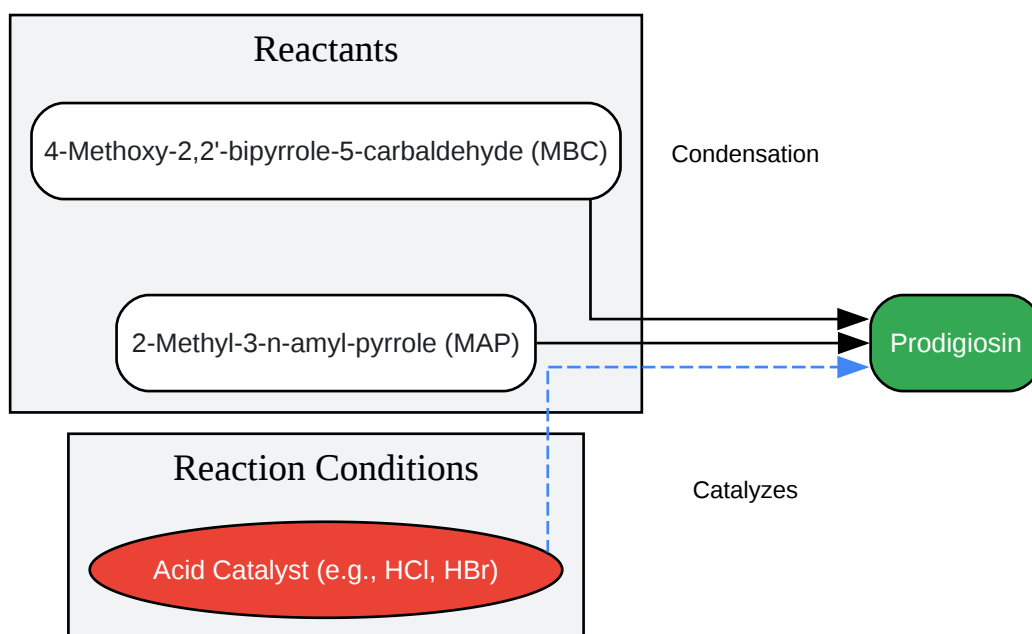 Reactants
4-Methoxy-2,2'-bipyrrole-5-carbaldehyde (MBC)
Condensation
2-Methyl-3-n-amyl-pyrrole (MAP)
Prodigiosin
Reaction Conditions
Catalyzes
Acid Catalyst (e.g., HCl, HBr)